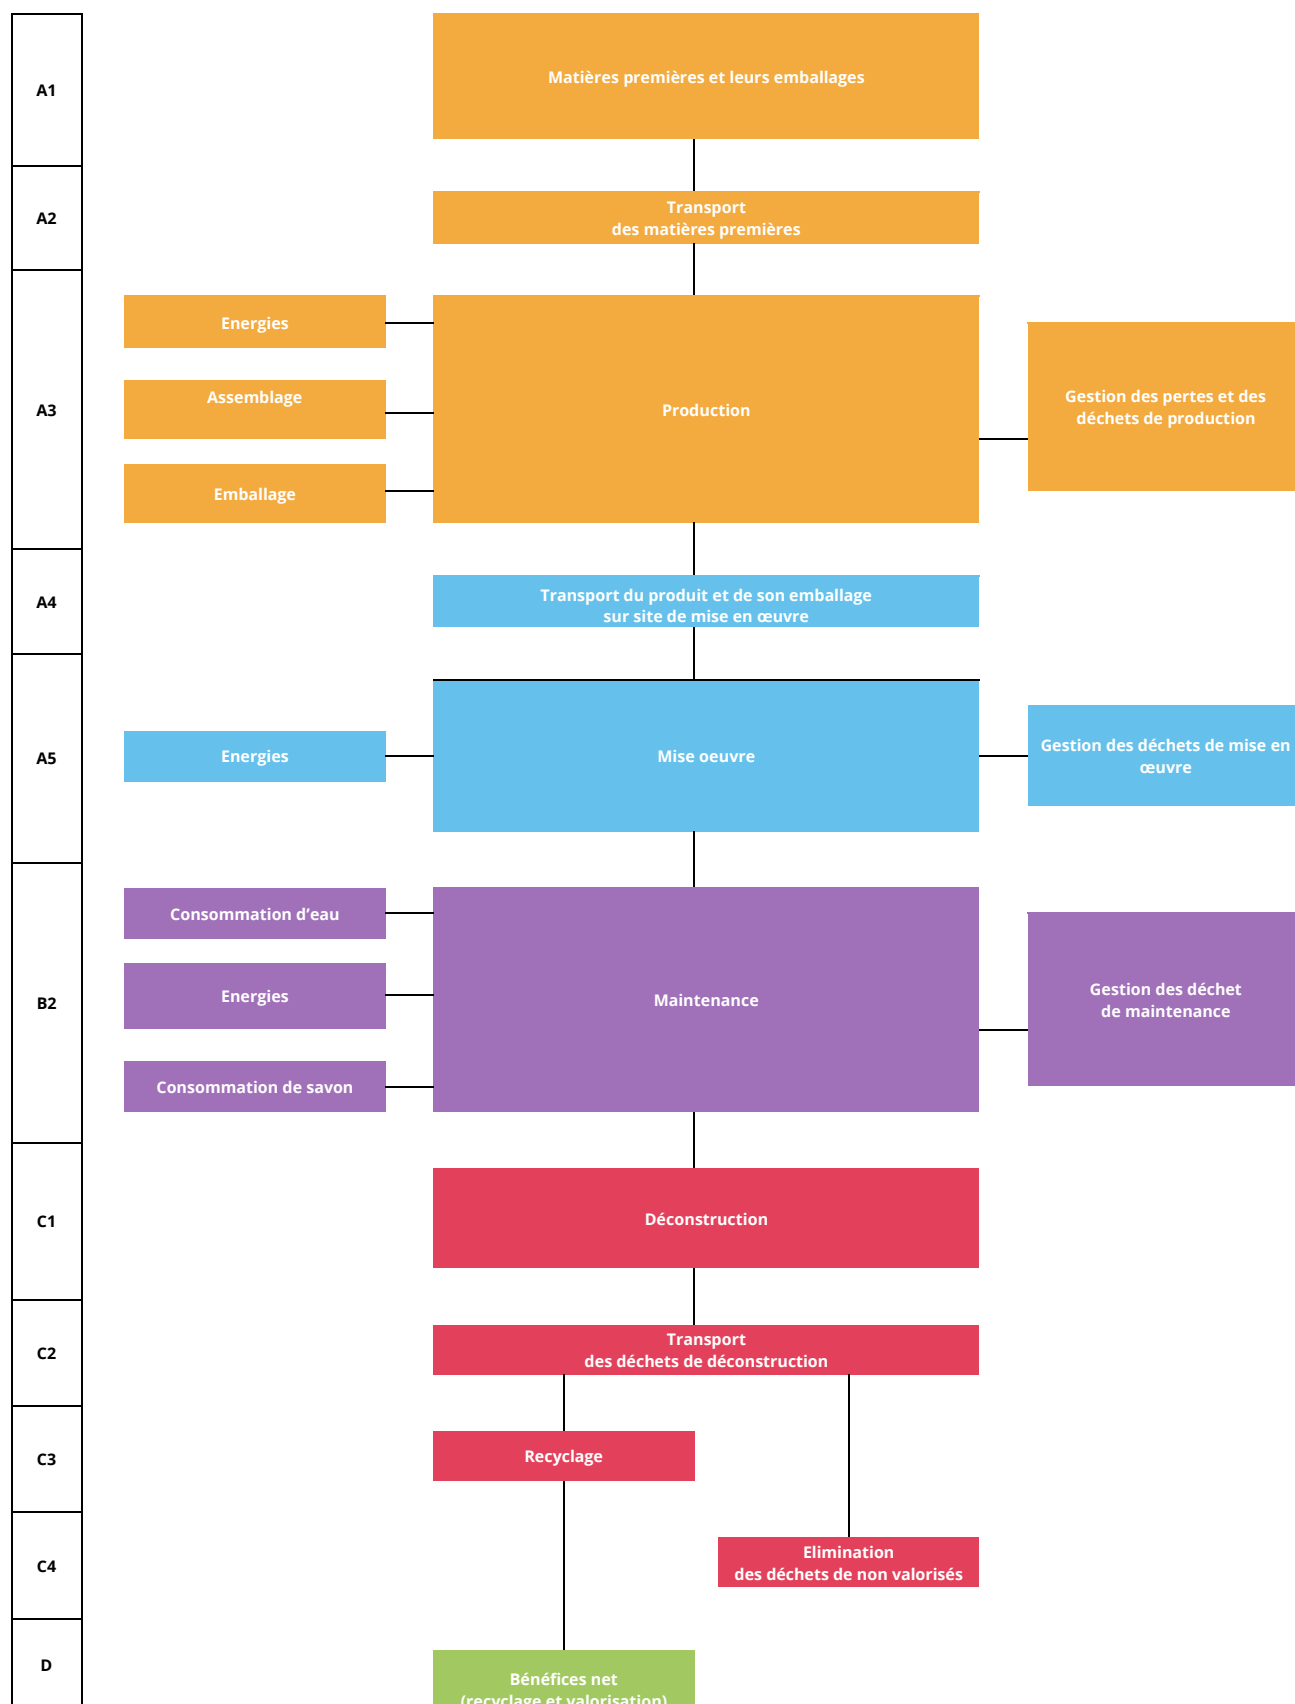 A1
Matières premières et leurs emballages
A2
Transport
des matières premières
A3
Energies
Assemblage
Emballage
Production
Gestion des pertes et des
déchets de production
A4
Transport du produit et de son emballage
sur site de mise en œuvre
A5
Energies
Mise oeuvre
Gestion des déchets de mise en
œuvre
B2
Consommation d'eau
Energies
Consommation de savon
Maintenance
Gestion des déchet
de maintenance
C1
Déconstruction
C2
Transport
des déchets de déconstruction
C3
Recyclage
C4
Elimination
des déchets de non valorisés
D
Bénéfices net
(recyclage et valorisation)